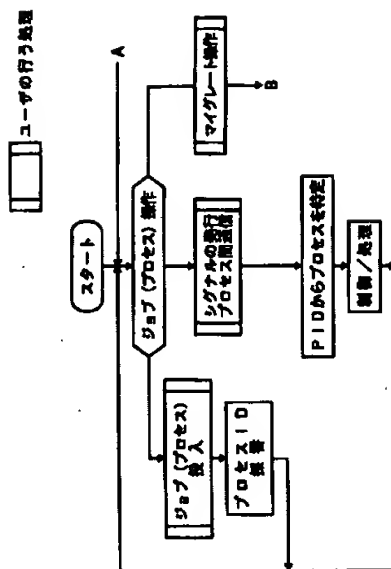 ユーザの行う処理
スタート
A
ジョブ（プロセス）操作
ジョブ（プロセス）
投入
シグナルの発行
プロセス間通信
マイグレート操作
B
プロセスID
採番
PIDからプロセスを特定
制御／処理